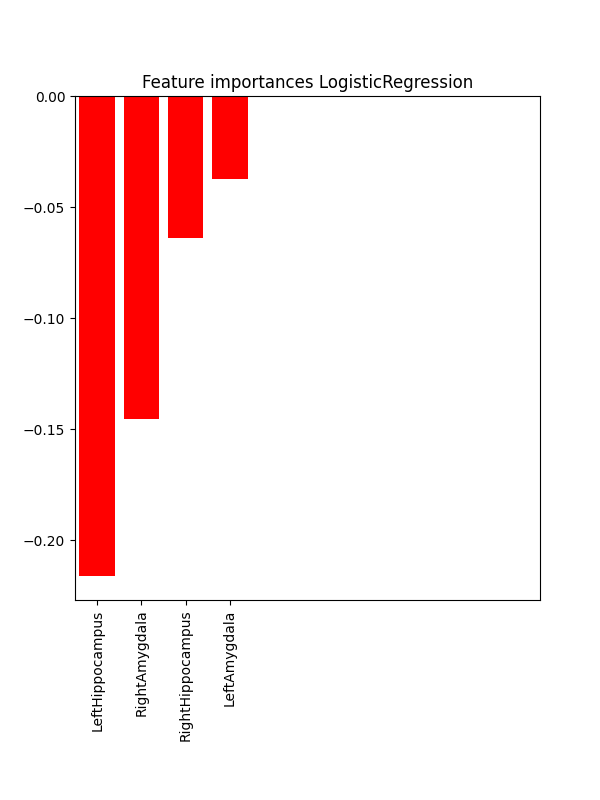 Feature importances LogisticRegression
0.00
−0.05
−0.10
−0.15
−0.20
LeftHippocampus
RightAmygdala
RightHippocampus
LeftAmygdala